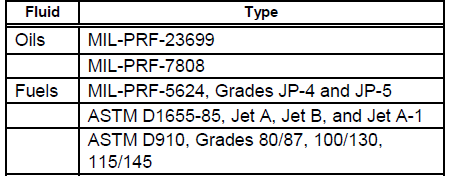 Fluid Type
Oils MIL-PRF-23699
MIL-PRF-7808
Fuels MIL-PRF-5624, Grades JP-4 and JP-5
ASTM D1655-85, Jet A, Jet B, and Jet A-1
ASTM D910, Grades 80/87, 100/130,
115/145